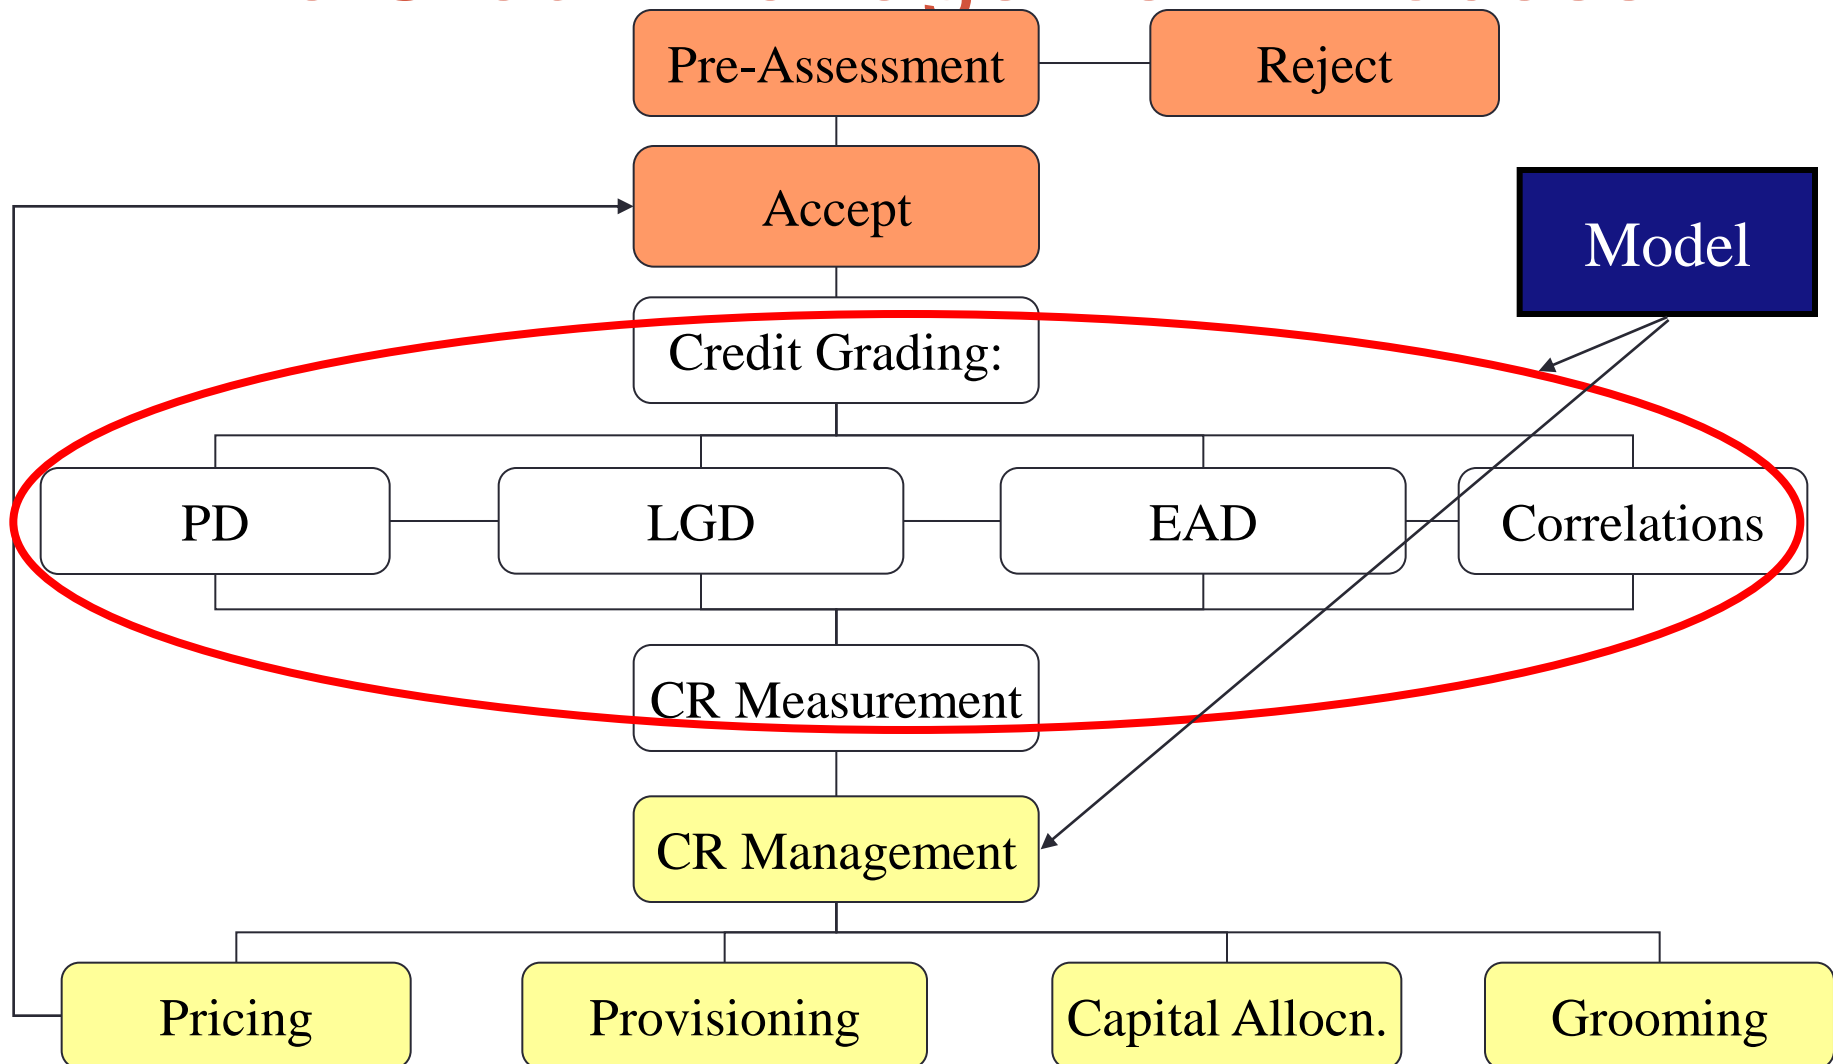 Pre-Assessment
Reject
Accept
Model
Credit Grading:
PD
LGD
EAD
Correlations
CR Measurement
CR Management
Pricing
Provisioning
Capital Allocn.
Grooming